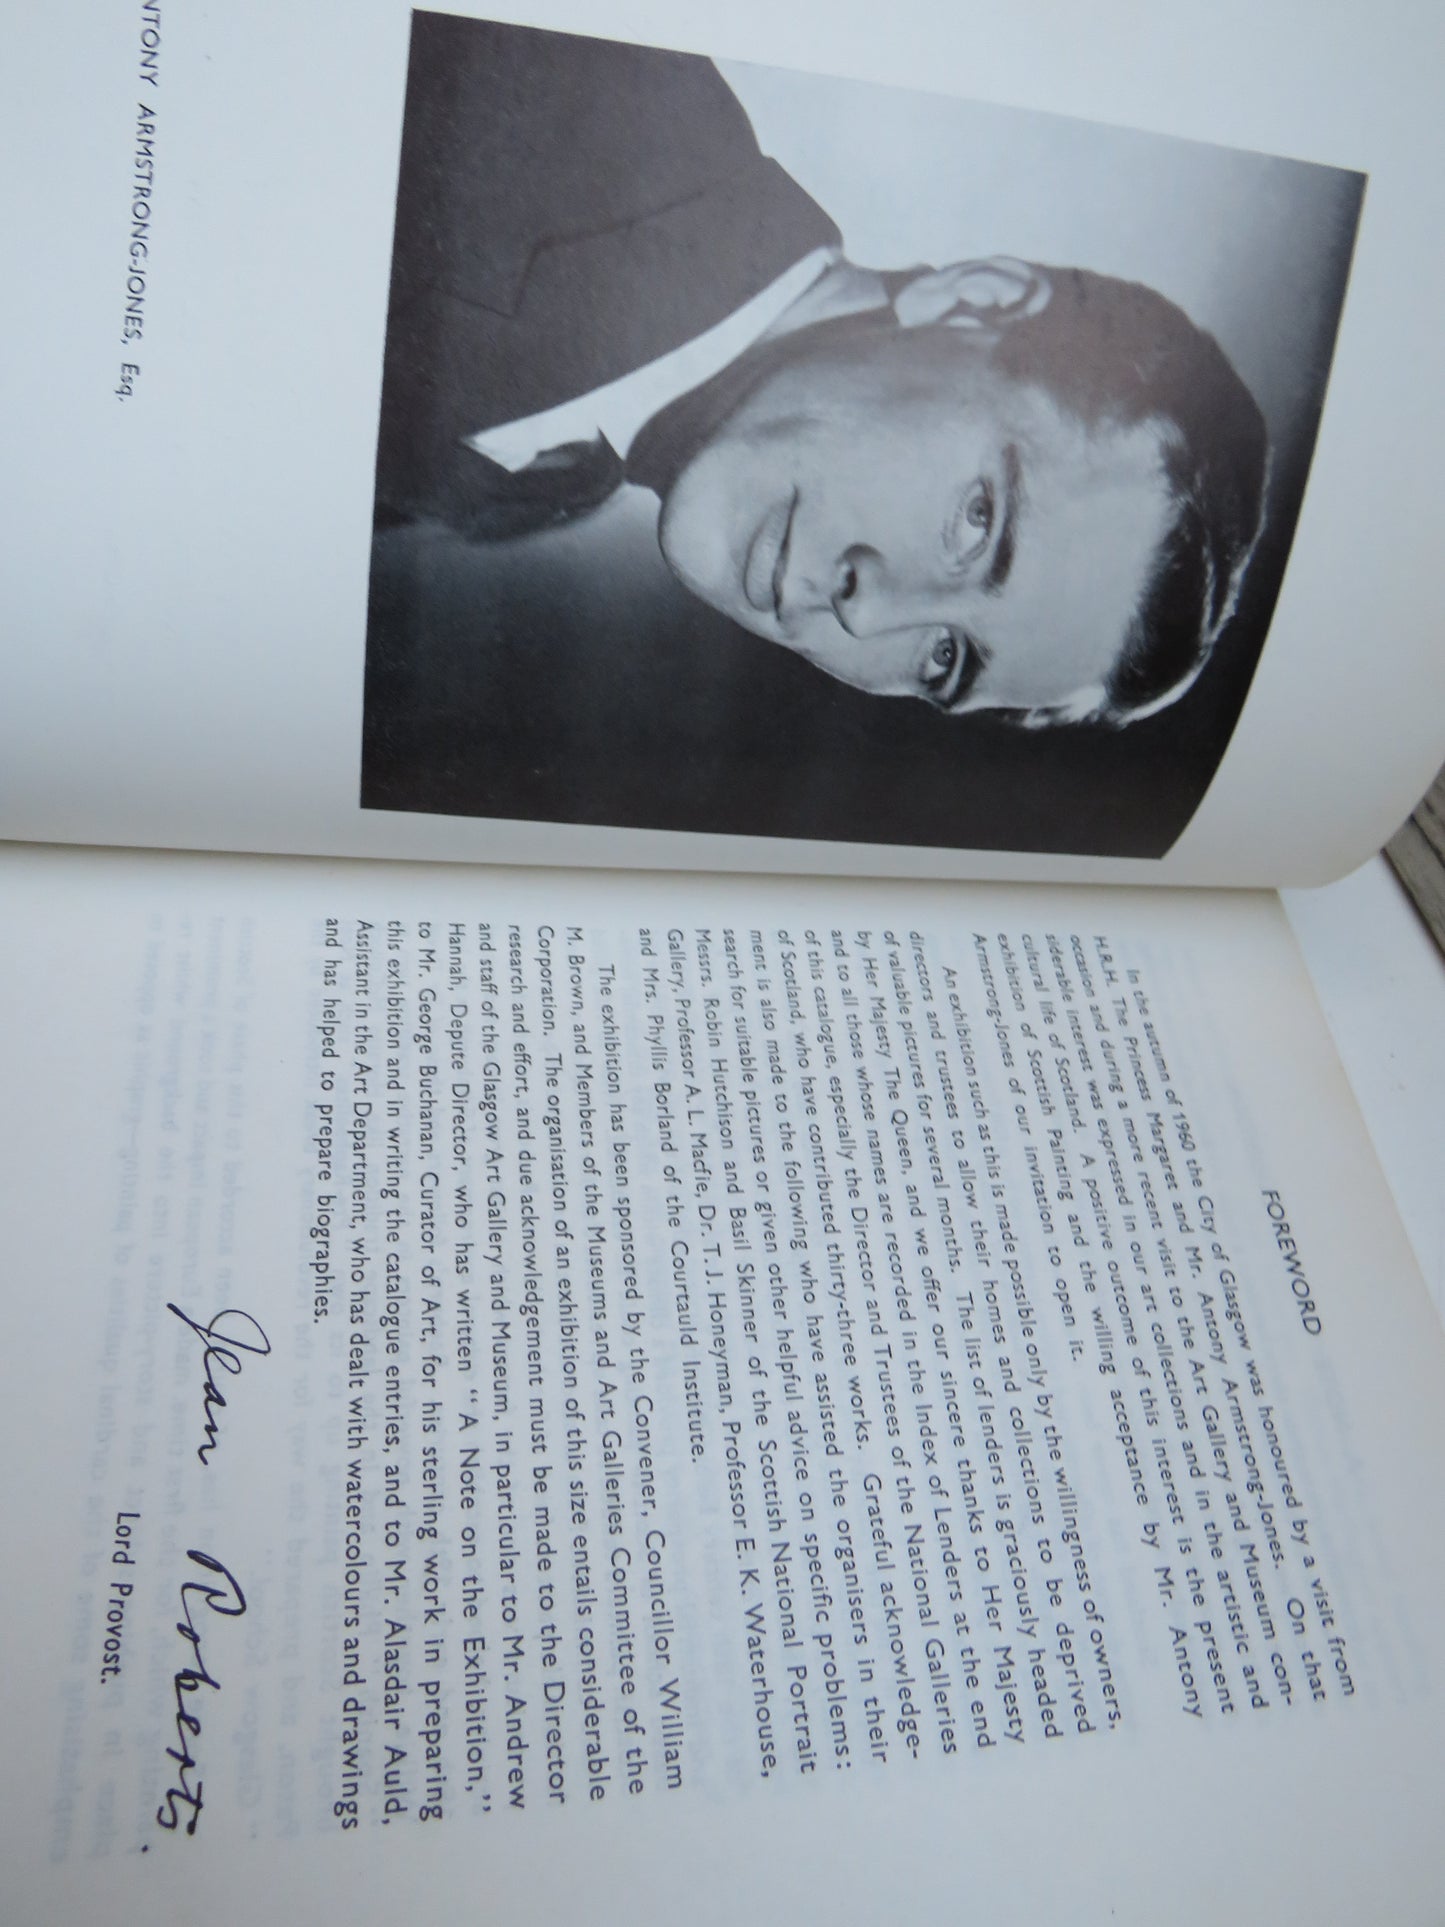 NTONY ARMSTRONG-JONES, Esq.
FOREWORD
In the autumn of 1960 the City of Glasgow was honoured by a visit from
H.R.H. The Princess Margaret and Mr. Antony Armstrong-Jones. On that
occasion and during a more recent visit to the Art Gallery and Museum con-
siderable interest was expressed in our art collections and in the artistic and
cultural life of Scotland. A positive outcome of this interest is the present
exhibition of Scottish Painting and the willing acceptance by Mr. Antony
Armstrong-Jones of our invitation to open it.
An exhibition such as this is made possible only by the willingness of owners,
directors and trustees to allow their homes and collections to be deprived
of valuable pictures for several months. The list of lenders is graciously headed
by Her Majesty The Queen, and we offer our sincere thanks to Her Majesty
and to all those whose names are recorded in the Index of Lenders at the end
of this catalogue, especially the Director and Trustees of the National Galleries
of Scotland, who have contributed thirty-three works. Grateful acknowledge-
ment is also made to the following who have assisted the organisers in their
search for suitable pictures or given other helpful advice on specific problems:
Messrs. Robin Hutchison and Basil Skinner of the Scottish National Portrait
Gallery, Professor A. L. Macfie, Dr. T. J. Honeyman, Professor E. K. Waterhouse,
and Mrs. Phyllis Borland of the Courtauld Institute.
The exhibition has been sponsored by the Convener, Councillor William
M. Brown, and Members of the Museums and Art Galleries Committee of the
Corporation. The organisation of an exhibition of this size entails considerable
research and effort, and due acknowledgement must be made to the Director
and staff of the Glasgow Art Gallery and Museum, in particular to Mr. Andrew
Hannah, Depute Director, who has written “A Note on the Exhibition,”
to Mr. George Buchanan, Curator of Art, for his sterling work in preparing
this exhibition and in writing the catalogue entries, and to Mr. Alasdair Auld,
Assistant in the Art Department, who has dealt with watercolours and drawings
and has helped to prepare biographies.
Jean Roberts.
Lord Provost.